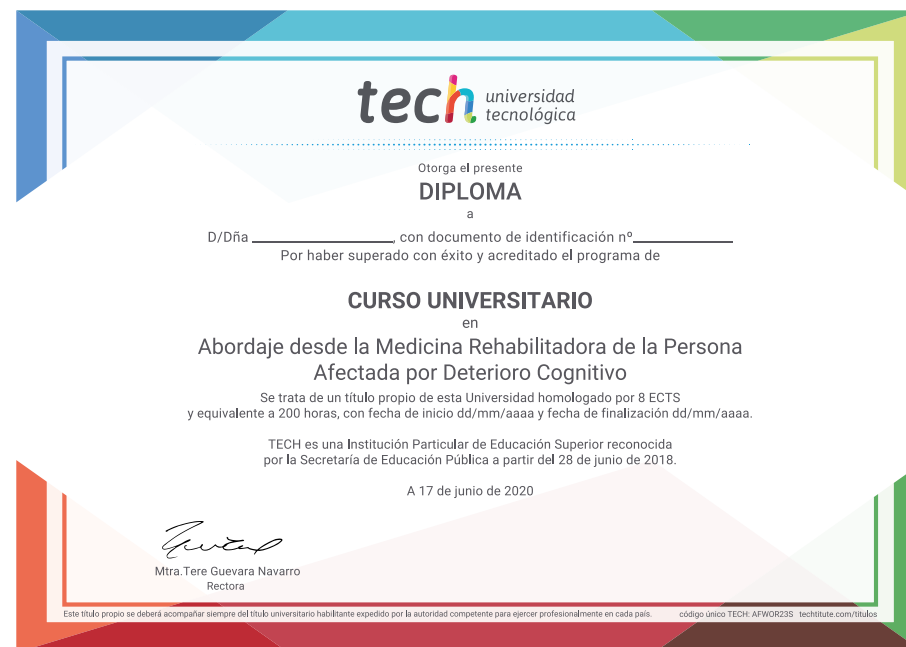 tech universidad
tecnológica
Otorga el presente
DIPLOMA
a
D/Dña ____________________, con documento de identificación nº______________
Por haber superado con éxito y acreditado el programa de
CURSO UNIVERSITARIO
en
Abordaje desde la Medicina Rehabilitadora de la Persona
Afectada por Deterioro Cognitivo
Se trata de un título propio de esta Universidad homologado por 8 ECTS
y equivalente a 200 horas, con fecha de inicio dd/mm/aaaa y fecha de finalización dd/mm/aaaa.
TECH es una Institución Particular de Educación Superior reconocida
por la Secretaría de Educación Pública a partir del 28 de junio de 2018.
A 17 de junio de 2020
Mtra.Tere Guevara Navarro
Rectora
Este título propio se deberá acompañar siempre del título universitario habilitante expedido por la autoridad competente para ejercer profesionalmente en cada país. código único TECH: AFWOR23S techtitute.com/títulos